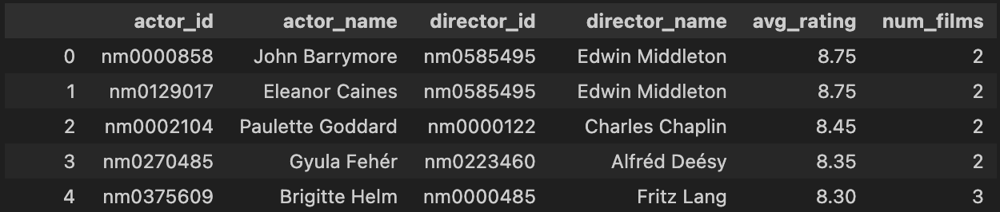 actor_id actor_name director_id director_name avg_rating num_films
0 nm0000858 John Barrymore nm0585495 Edwin Middleton 8.75 2
1 nm0129017 Eleanor Caines nm0585495 Edwin Middleton 8.75 2
2 nm0002104 Paulette Goddard nm0000122 Charles Chaplin 8.45 2
3 nm0270485 Gyula Fehér nm0223460 Alfréd Deésy 8.35 2
4 nm0375609 Brigitte Helm nm0000485 Fritz Lang 8.30 3